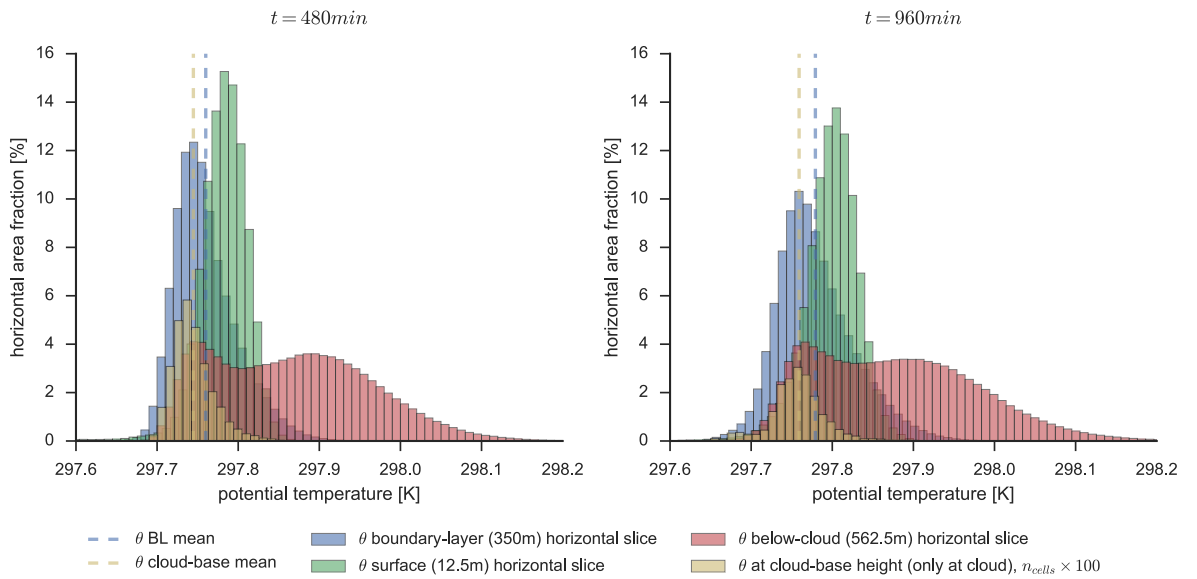 t = 480min
t = 960min
horizontal area fraction [%]
16
14
12
10
8
6
4
2
0
297.6 297.7 297.8 297.9 298.0 298.1 298.2
potential temperature [K]
horizontal area fraction [%]
16
14
12
10
8
6
4
2
0
297.6 297.7 297.8 297.9 298.0 298.1 298.2
potential temperature [K]
θ BL mean
θ cloud-base mean
θ boundary-layer (350m) horizontal slice
θ surface (12.5m) horizontal slice
θ below-cloud (562.5m) horizontal slice
θ at cloud-base height (only at cloud), n_cells × 100